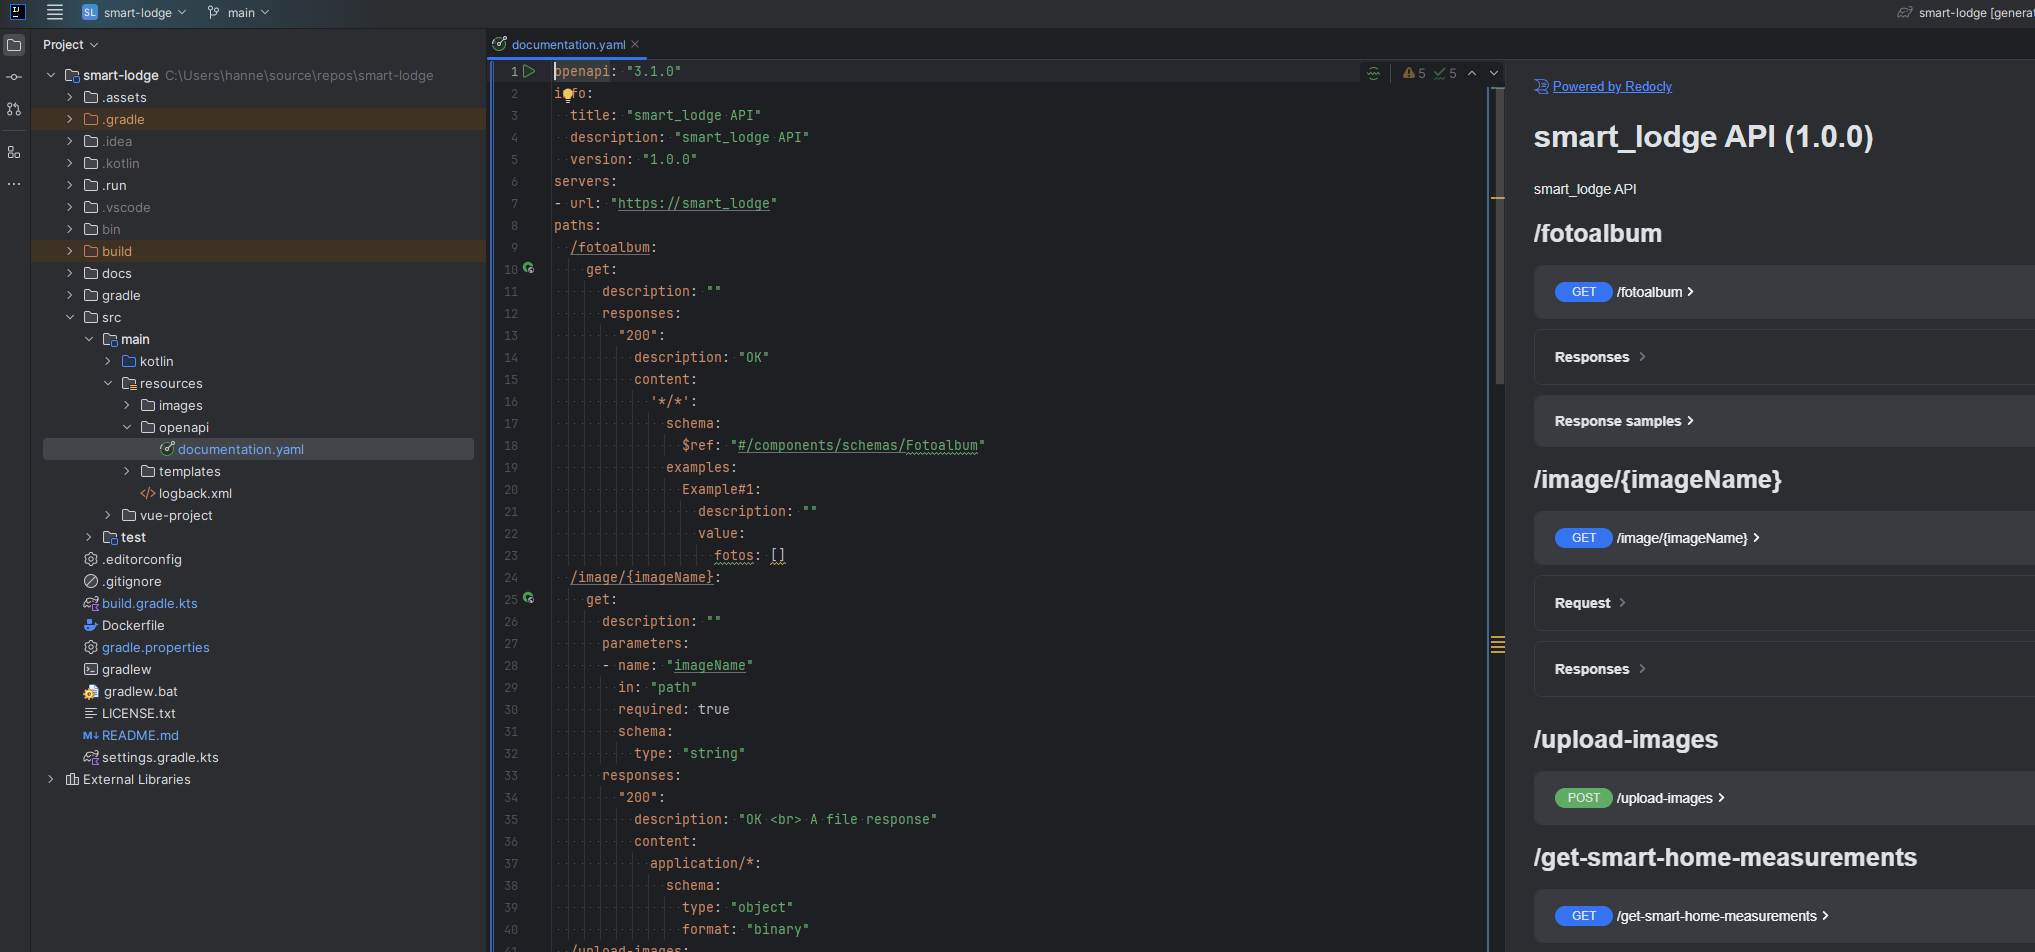 SL smart-lodge main smart-lodge [genera
Project
smart-lodge C:\Users\hanne\source\repos\smart-lodge
.assets
.gradle
.idea
.kotlin
.run
.vscode
bin
build
docs
gradle
src
main
kotlin
resources
images
openapi
documentation.yaml
templates
logback.xml
vue-project
test
.editorconfig
.gitignore
build.gradle.kts
Dockerfile
gradle.properties
gradlew
gradlew.bat
LICENSE.txt
README.md
settings.gradle.kts
External Libraries
documentation.yaml
5 5
1 openapi: "3.1.0"
2 info:
3 title: "smart_lodge API"
4 description: "smart_lodge API"
5 version: "1.0.0"
6 servers:
7 - url: "https://smart_lodge"
8 paths:
9 /fotoalbum:
10 get:
11 description: ""
12 responses:
13 "200":
14 description: "OK"
15 content:
16 '*/*':
17 schema:
18 $ref: "#/components/schemas/Fotoalbum"
19 examples:
20 Example#1:
21 description: ""
22 value:
23 fotos: []
24 /image/{imageName}:
25 get:
26 description: ""
27 parameters:
28 - name: "imageName"
29 in: "path"
30 required: true
31 schema:
32 type: "string"
33 responses:
34 "200":
35 description: "OK <br> A file response"
36 content:
37 application/*:
38 schema:
39 type: "object"
40 format: "binary"
41 /upload-images:
Powered by Redocly
smart_lodge API (1.0.0)
smart_lodge API
/fotoalbum
GET /fotoalbum
Responses
Response samples
/image/{imageName}
GET /image/{imageName}
Request
Responses
/upload-images
POST /upload-images
/get-smart-home-measurements
GET /get-smart-home-measurements